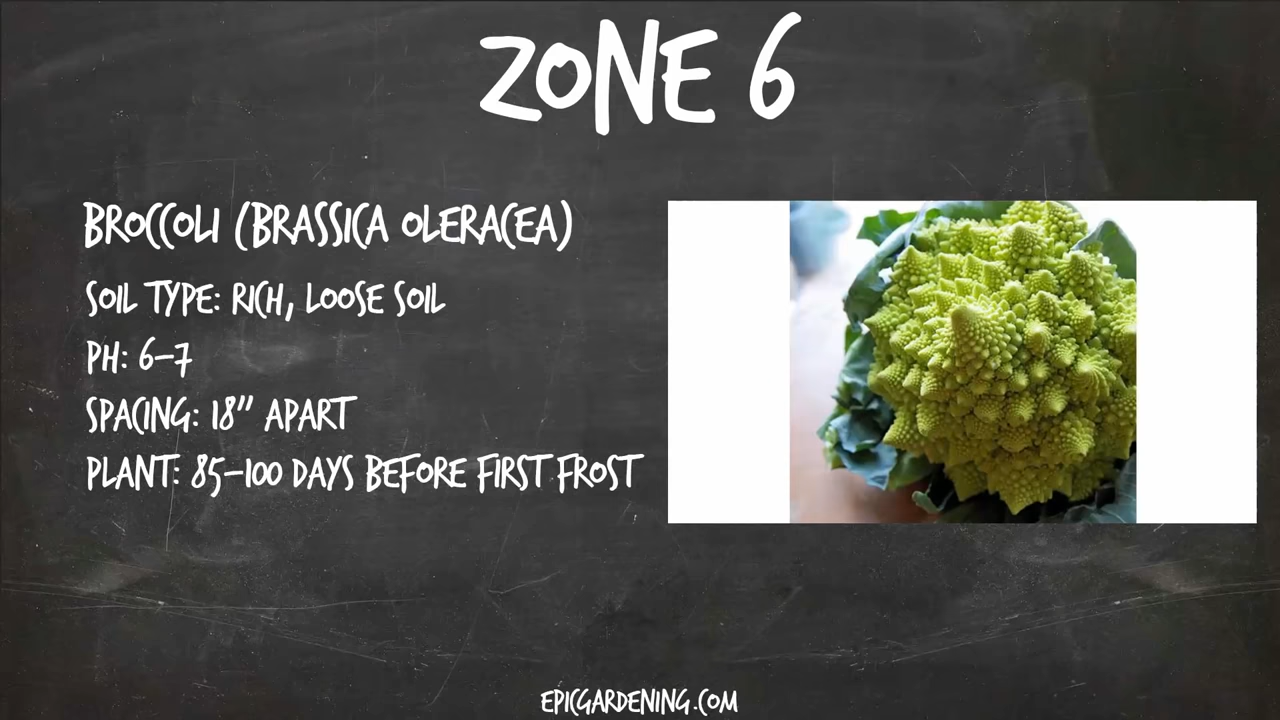 ZONE 6
BROCCOLI (BRASSICA OLERACEA)
SOIL TYPE: RICH, LOOSE SOIL
PH: 6-7
SPACING: 18" APART
PLANT: 85-100 DAYS BEFORE FIRST FROST
EPICGARDENING.COM